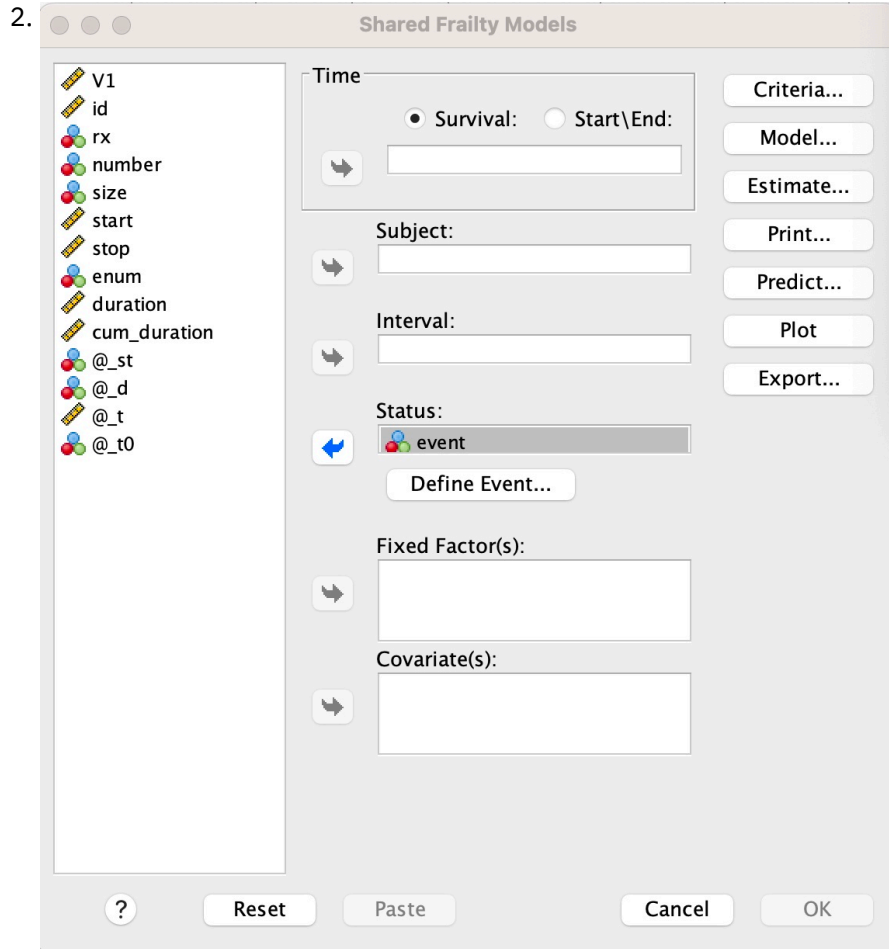 2.
Shared Frailty Models
V1
id
rx
number
size
start
stop
enum
duration
cum_duration
@_st
@_d
@_t
@_t0
Time
Survival:
Start\End:
Subject:
Interval:
Status:
event
Define Event...
Fixed Factor(s):
Covariate(s):
Criteria...
Model...
Estimate...
Print...
Predict...
Plot
Export...
?
Reset
Paste
Cancel
OK